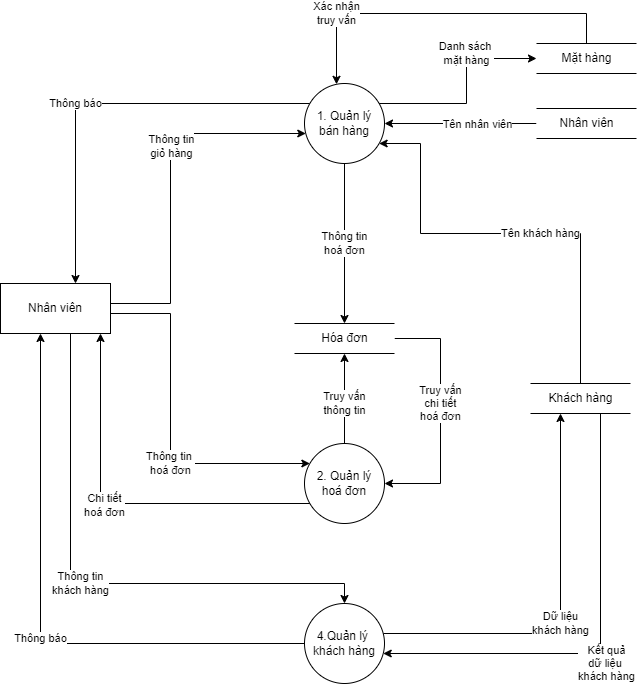 Xác nhận
truy vấn
Danh sách
mặt hàng
Mặt hàng
Thông báo
1. Quản lý
bán hàng
Tên nhân viên
Nhân viên
Thông tin
giỏ hàng
Thông tin
hoá đơn
Tên khách hàng
Nhân viên
Hóa đơn
Truy vấn
thông tin
Truy vấn
chi tiết
hoá đơn
Khách hàng
Thông tin
hoá đơn
2. Quản lý
hoá đơn
Chi tiết
hoá đơn
Thông tin
khách hàng
Thông báo
4.Quản lý
khách hàng
Dữ liệu
khách hàng
Kết quả
dữ liệu
khách hàng